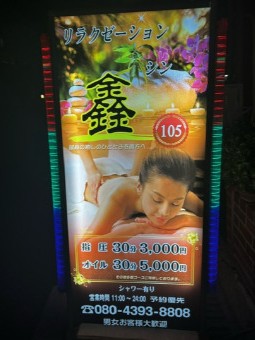 リラクゼーション
シン
鑫
105
指圧 30分 3,000円
オイル 30分 5,000円
シャワー有り
営業時間 11:00～24:00 予約優先
☎080-4393-8808
男女お客様大歓迎